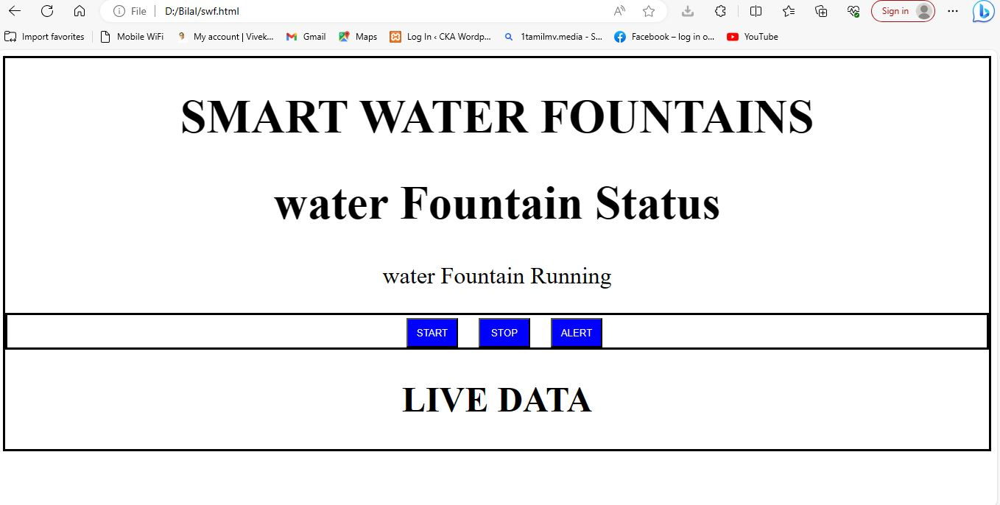 File D:/Bilal/swf.html Sign in
Import favorites Mobile WiFi My account | Vivek... Gmail Maps Log In ‹ CKA Wordp... 1tamilmv.media - S... Facebook – log in o... YouTube
SMART WATER FOUNTAINS
water Fountain Status
water Fountain Running
START STOP ALERT
LIVE DATA